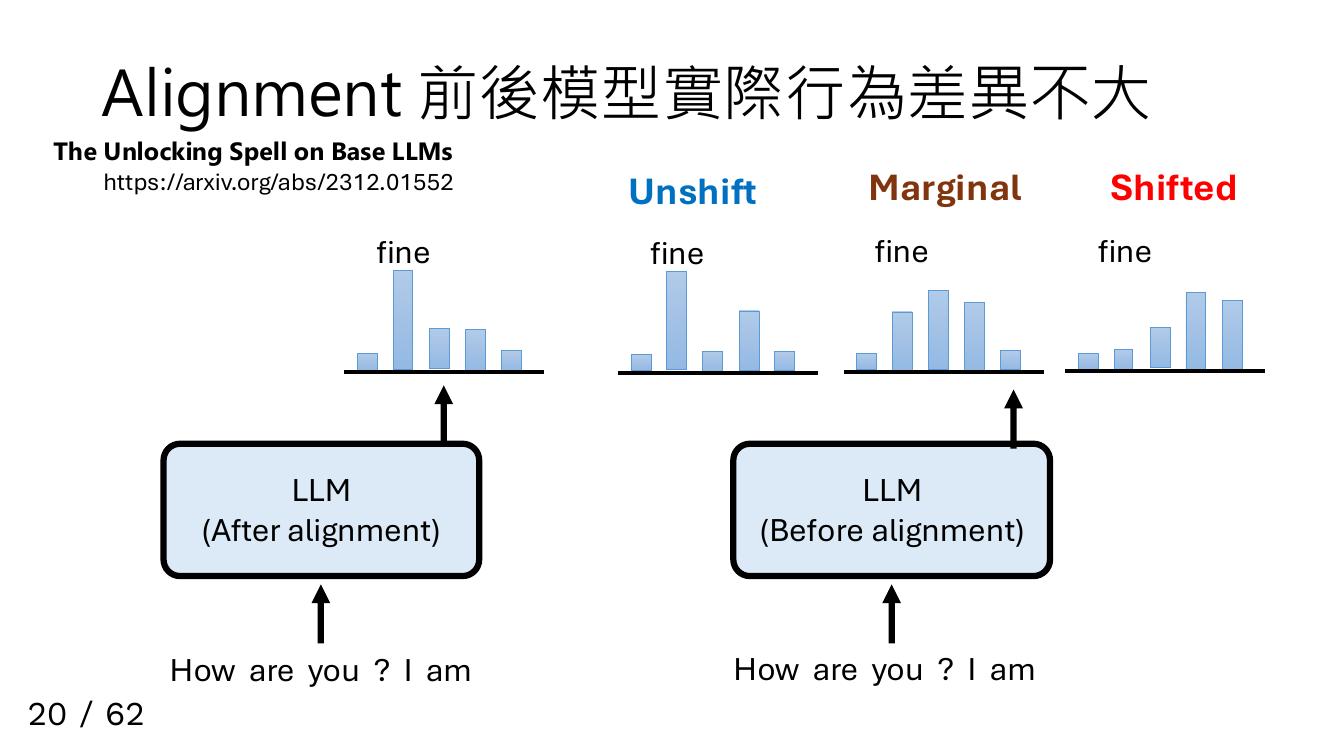 Alignment 前後模型實際行為差異不大
The Unlocking Spell on Base LLMs
https://arxiv.org/abs/2312.01552
Unshift
Marginal
Shifted
fine
fine
fine
fine
LLM
(After alignment)
LLM
(Before alignment)
How are you ? I am
How are you ? I am
20 / 62